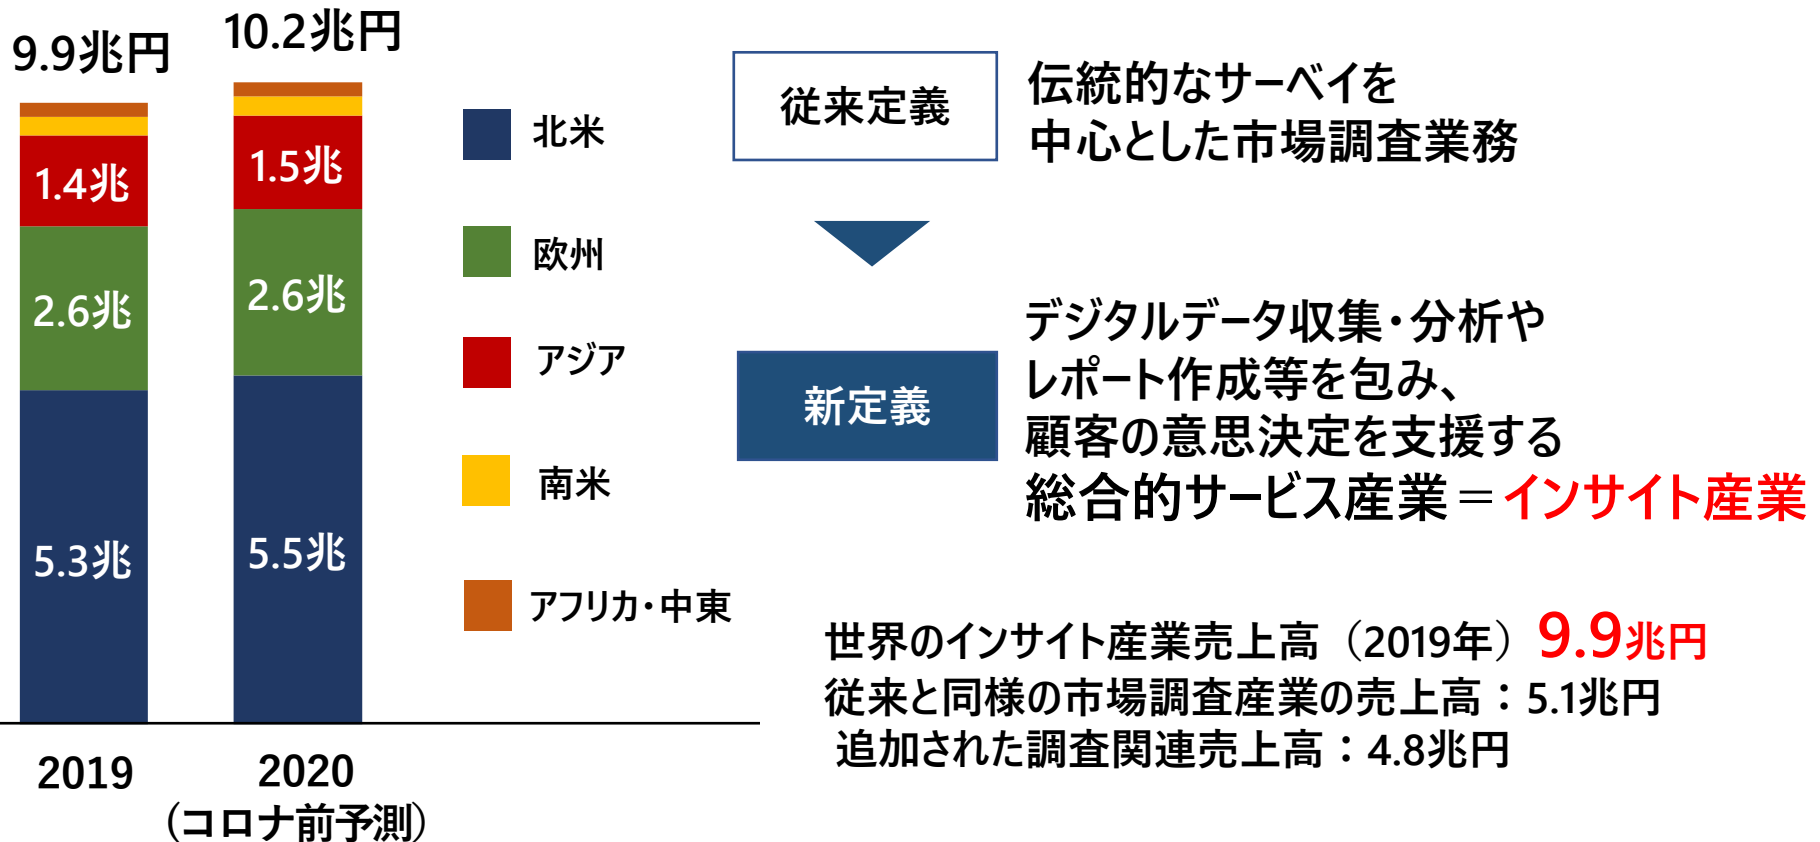 9.9兆円
10.2兆円
1.4兆
2.6兆
5.3兆
1.5兆
2.6兆
5.5兆
2019
2020
(コロナ前予測)
北米
欧州
アジア
南米
アフリカ・中東
従来定義
伝統的なサーベイを
中心とした市場調査業務
新定義
デジタルデータ収集・分析や
レポート作成等を包み、
顧客の意思決定を支援する
総合的サービス産業＝インサイト産業
世界のインサイト産業売上高（2019年）9.9兆円
従来と同様の市場調査産業の売上高：5.1兆円
追加された調査関連売上高：4.8兆円